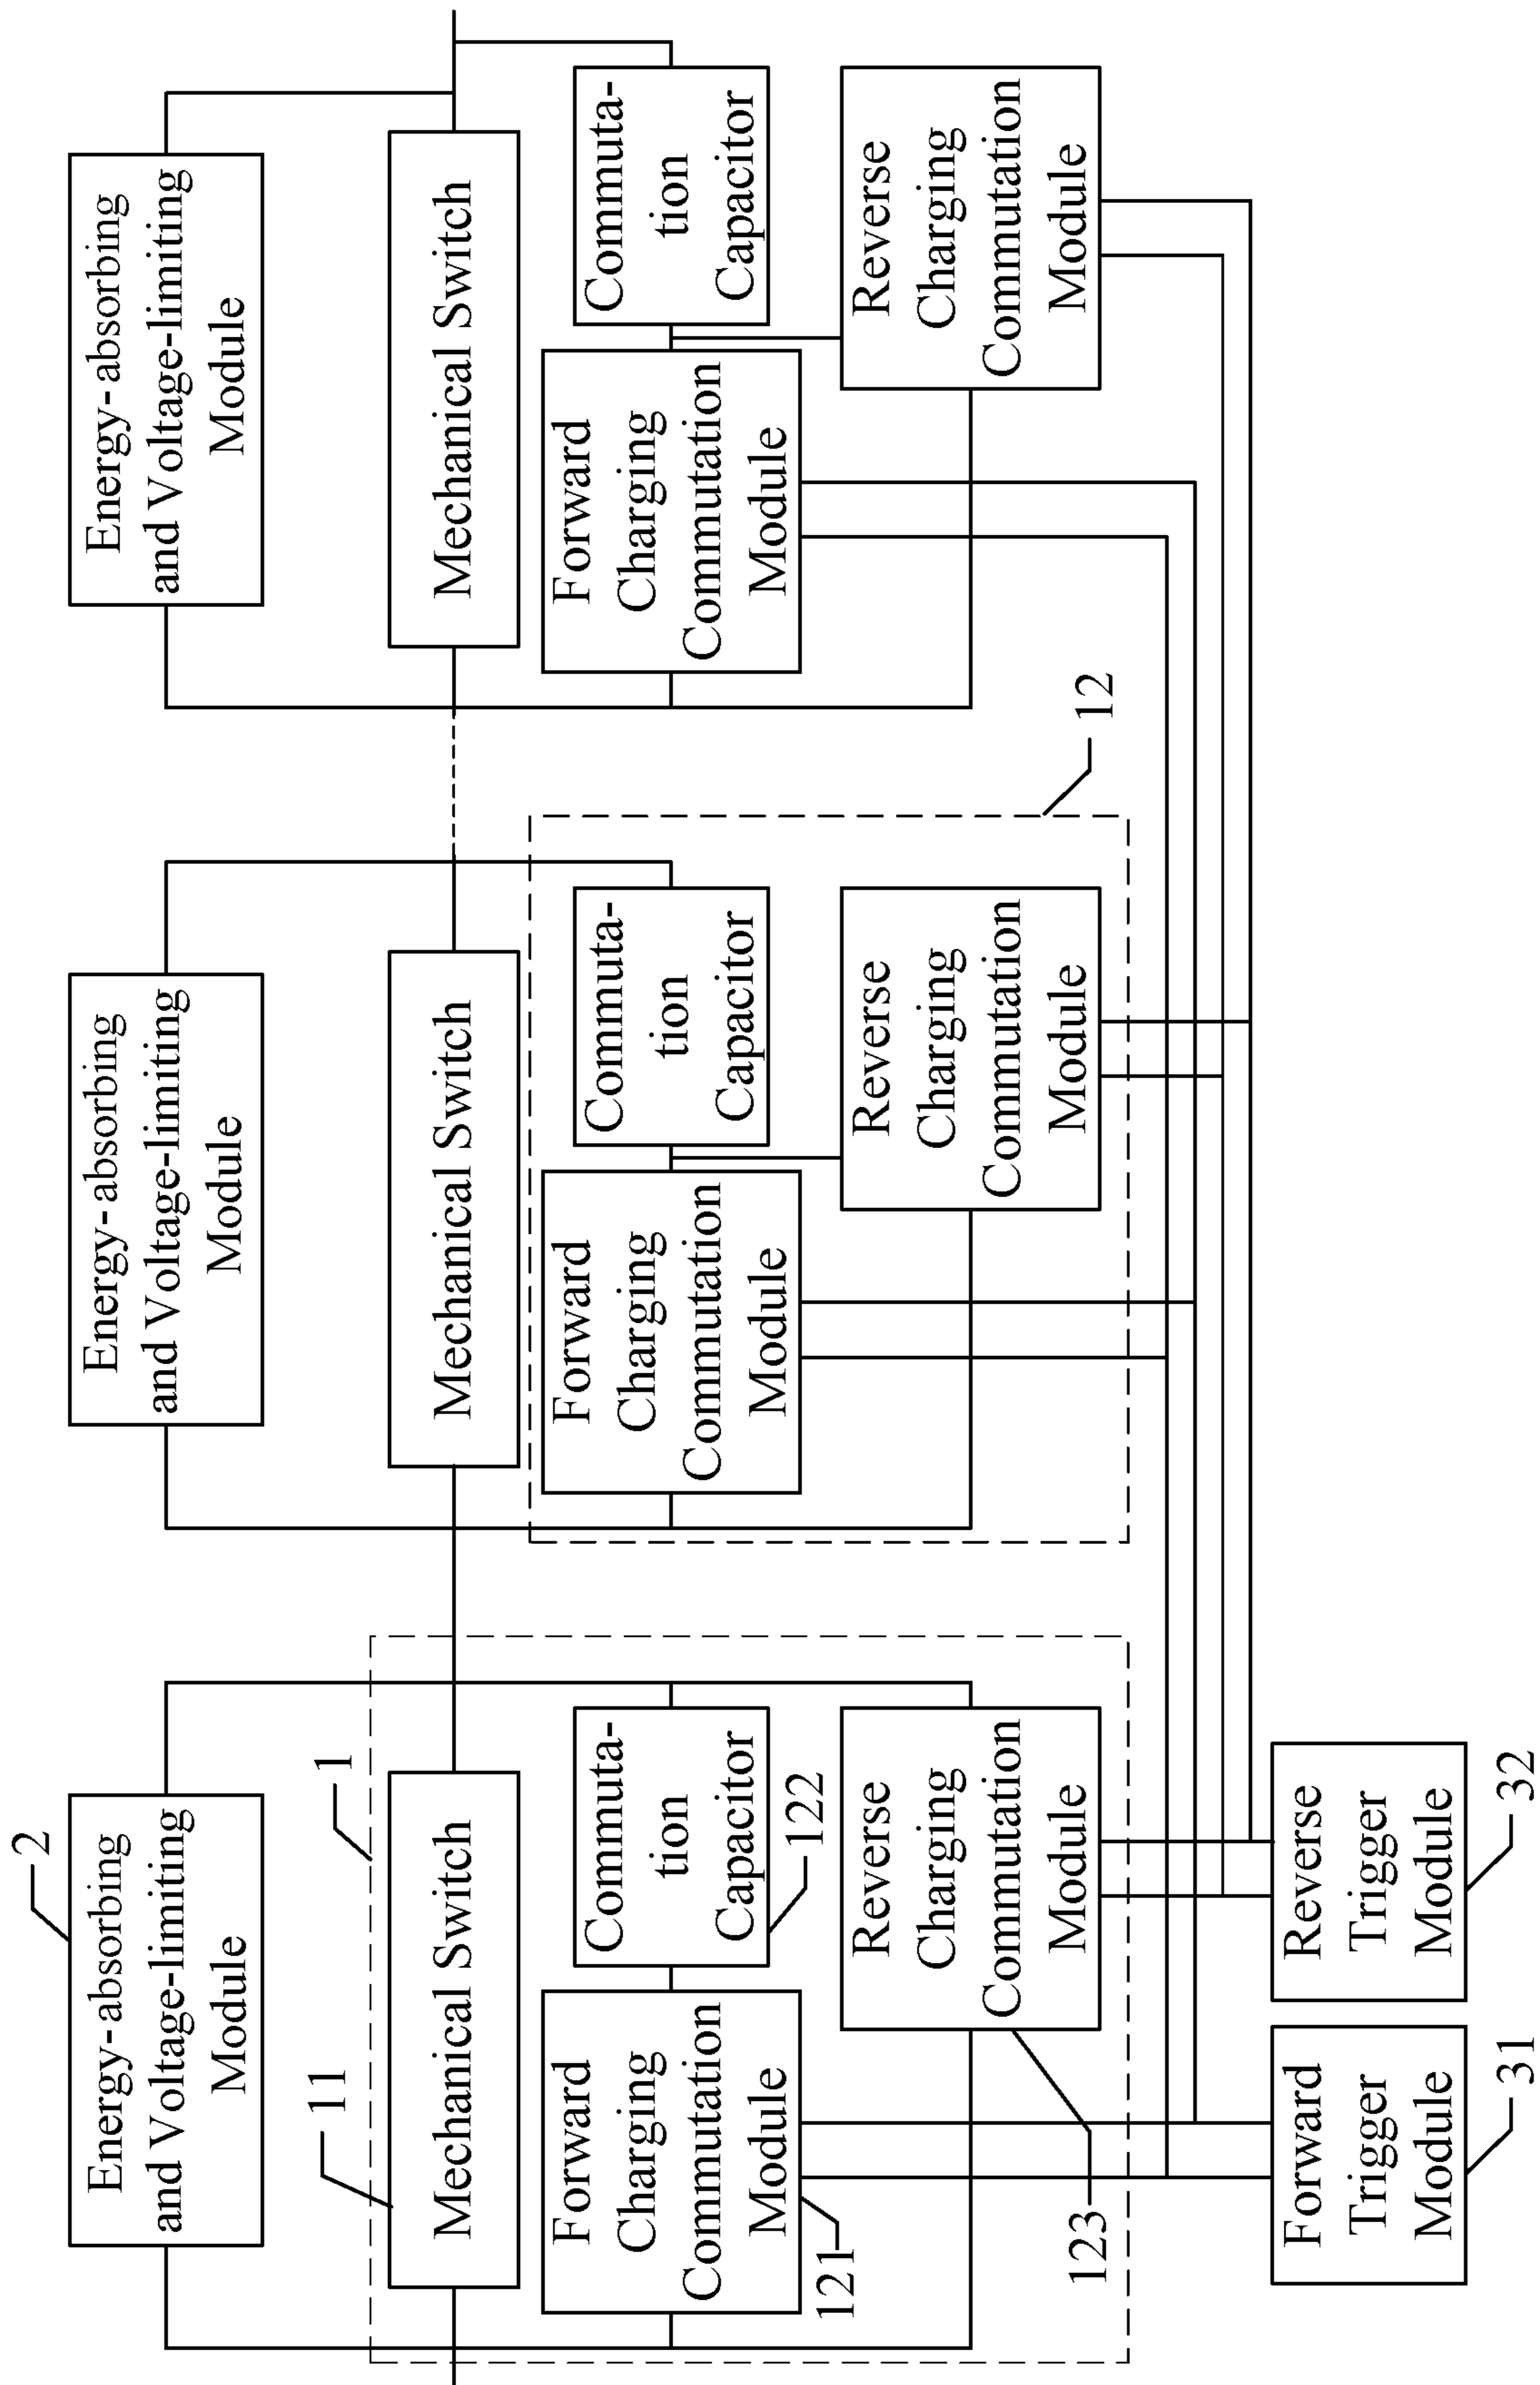 2
Energy-absorbing
and Voltage-limiting
Module
Energy-absorbing
and Voltage-limiting
Module
Energy-absorbing
and Voltage-limiting
Module
11
1
Mechanical Switch
Mechanical Switch
Mechanical Switch
Forward
Charging
Commutation
Module
Commuta-
tion
Capacitor
Forward
Charging
Commutation
Module
Commuta-
tion
Capacitor
Forward
Charging
Commutation
Module
Commuta-
tion
Capacitor
121
122
Reverse
Charging
Commutation
Module
Reverse
Charging
Commutation
Module
Reverse
Charging
Commutation
Module
123
12
Forward
Trigger
Module
Reverse
Trigger
Module
31
32